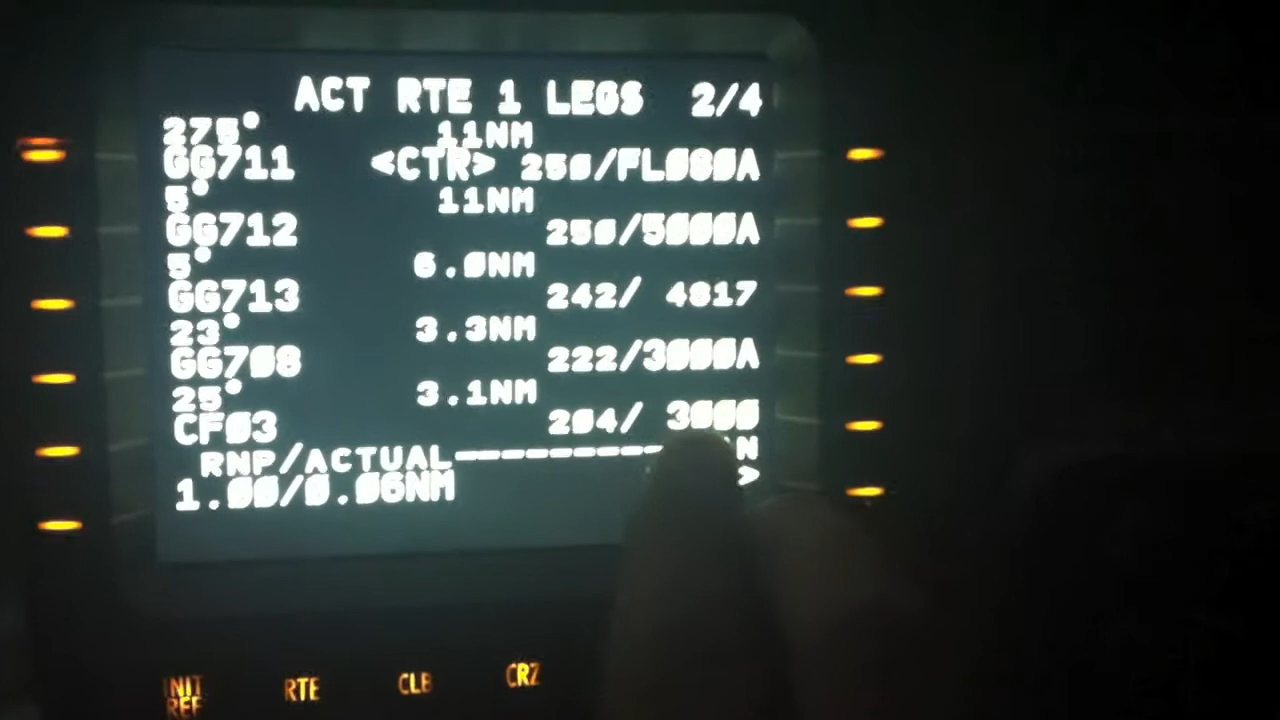 ACT RTE 1 LEGS 2/4
275° 11NM
GG711 <CTR> 250/FL080A
5° 11NM
GG712 250/5000A
5° 6.0NM
GG713 242/ 4817
23° 3.3NM
GG708 222/3000A
25° 3.1NM
CF03 204/ 3000
RNP/ACTUAL----------
1.00/0.06NM >
INIT REF RTE CLB CRZ